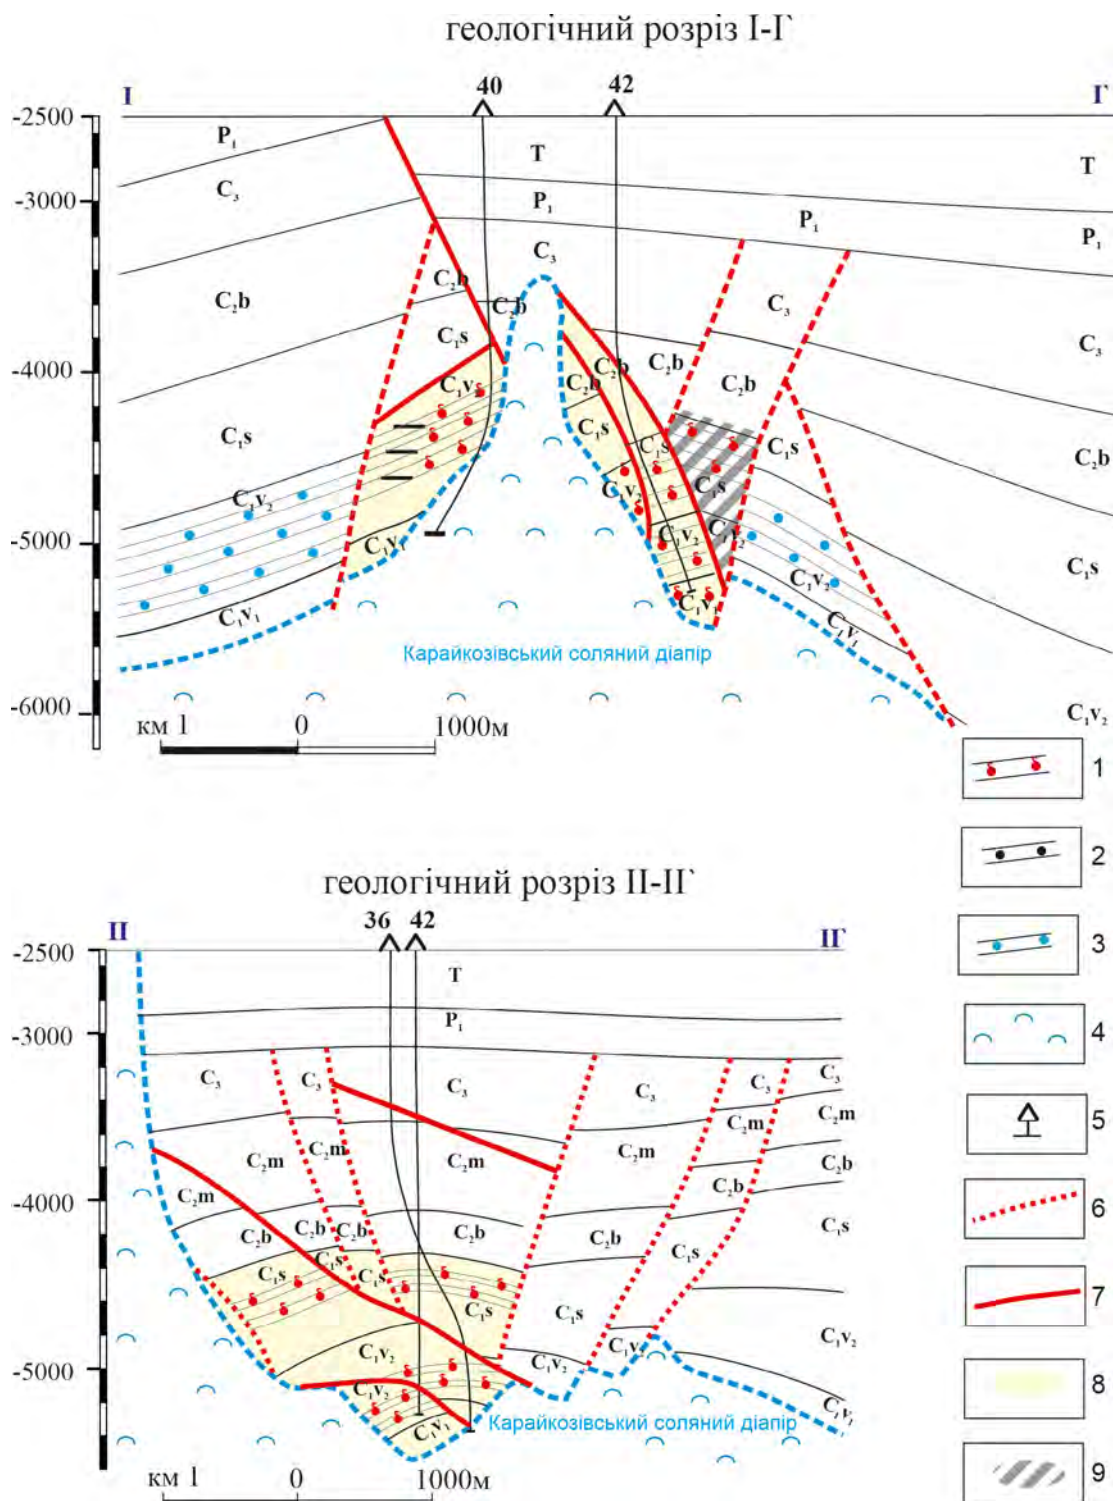 геологічний розріз I-I`
40 42
I I`
-2500
P₁ T T
-3000
C₃ P₁ P₁ P₁
C₃
C₂b C₂b C₂b C₃ C₃
C₁s
-4000
C₁v₂ C₂b C₂b C₂b C₂b
C₁s C₁s C₁s C₁s C₂b
C₁v₂ C₁v₂ C₁s
-5000
C₁v₁ C₁v₂ C₁v₂ C₁v₂ C₁s
C₁v₁ C₁v₁ C₁v₁
Карайкозівський соляний діапір
-6000
C₁v₂
км 1 0 1000м
1
2
3
4
5
6
7
8
9
геологічний розріз II-II`
36 42
II II`
-2500
T
P₁
-3000
C₃ C₃ C₃ C₃ C₃ C₃
C₂m C₂m C₂m C₂m C₂m C₂m
C₂m C₂b C₂b
-4000
C₂b C₂b C₂b C₂b C₂b C₁s
C₁s C₁s C₁s C₁s
C₁s C₁s
C₁v₂ C₁v₂ C₁v₂ C₁v₂
-5000
C₁v₂ C₁v₁
C₁v₁ Карайкозівський соляний діапір
км 1 0 1000м